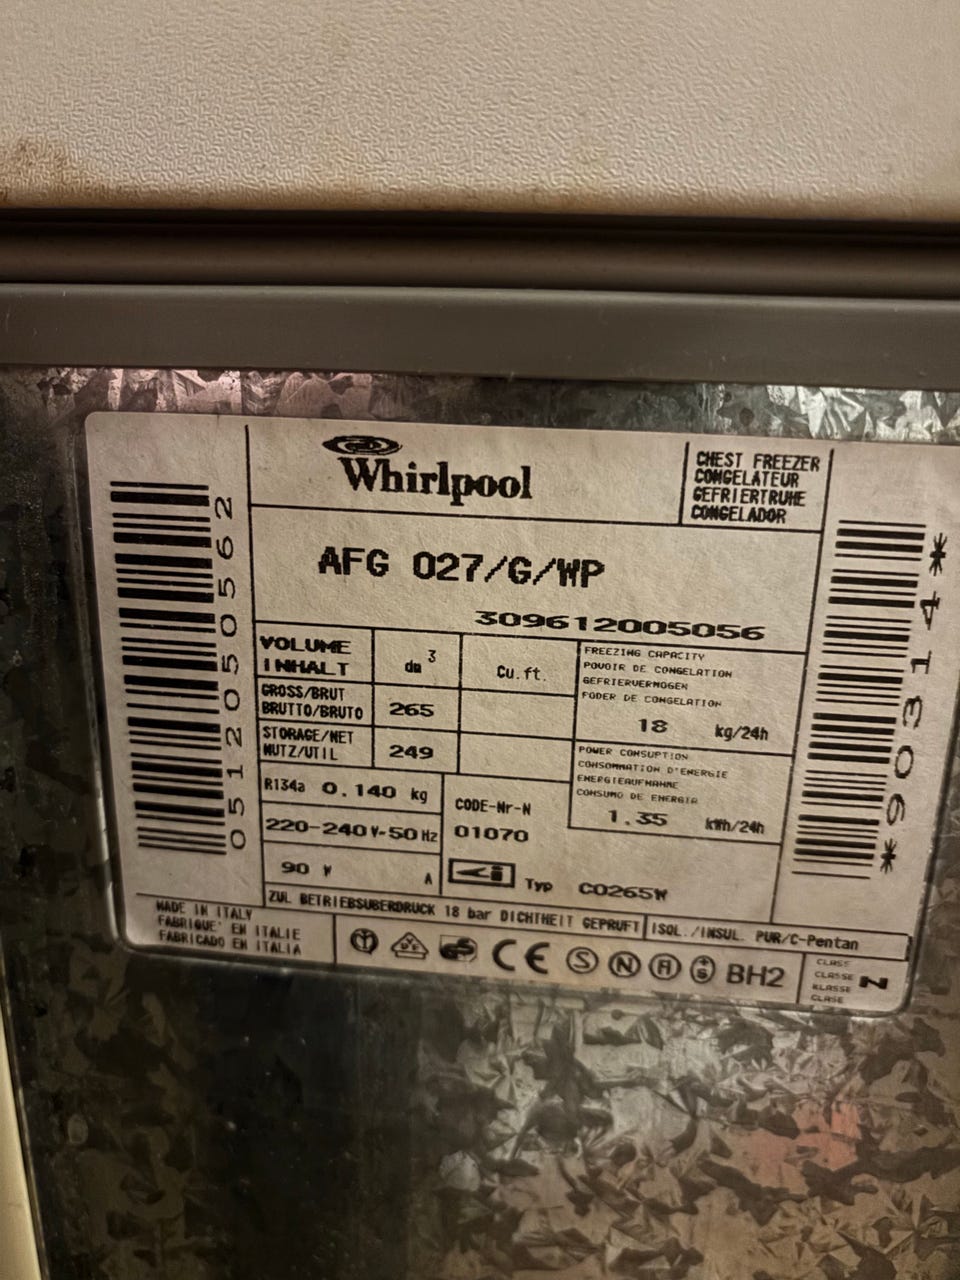 Whirlpool
CHEST FREEZER
CONGELATEUR
GEFRIERTRUHE
CONGELADOR
AFG 027/G/WP
309612005056
VOLUME
INHALT
dm³
Cu.ft.
GROSS/BRUT
BRUTTO/BRUTO
265
STORAGE/NET
NUTZ/UTIL
249
FREEZING CAPACITY
POUVOIR DE CONGELATION
GEFRIERVERMOGEN
PODER DE CONGELATION
18 kg/24h
POWER CONSUPTION
CONSOMMATION D'ENERGIE
ENERGIEAUFNAHME
CONSUMO DE ENERGIA
1.35 kWh/24h
R134a 0.140 kg
220-240 V-50 Hz
90 W
A
CODE-Nr-N
01070
Typ C0265W
ZUL. BETRIEBSUBERDRUCK 18 bar DICHTHEIT GEPRUFT
ISOL./INSUL. PUR/C-Pentan
MADE IN ITALY
FABRIQUE' EN ITALIE
FABRICADO EN ITALIA
CE
S
N
BH2
CLASS
CLASSE
KLASSE
CLASE
N
051205050562
*90314*